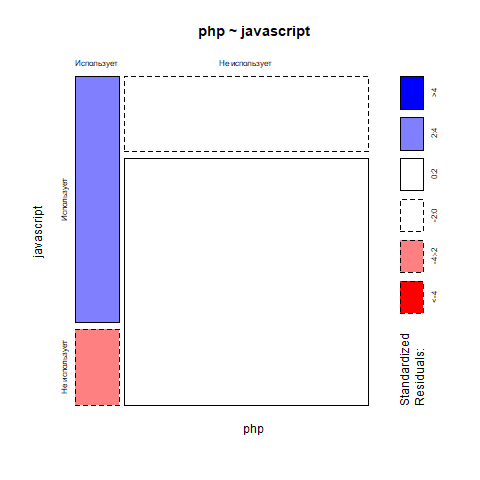 php ~ javascript
Использует
Не использует
Использует
Не использует
javascript
php
>4
2:4
0:2
-2:0
-4:-2
<-4
Standardized
Residuals: